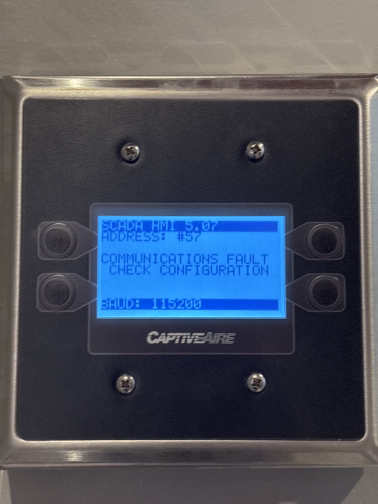 SCADA HMI 5.07
ADDRESS: #57
COMMUNICATIONS FAULT
CHECK CONFIGURATION
BAUD: 115200
CAPTIVEAIRE